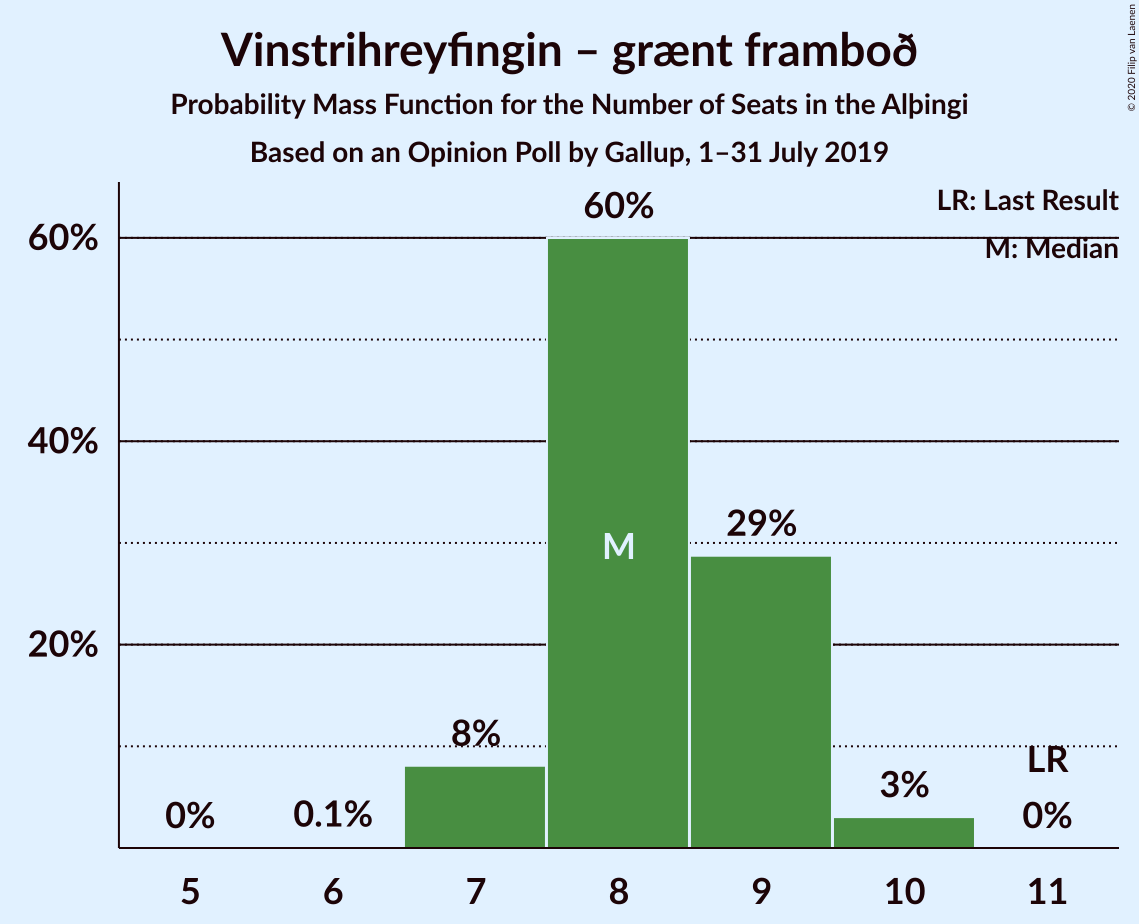 Vinstrihreyfingin – grænt framboð
Probability Mass Function for the Number of Seats in the Alþingi
Based on an Opinion Poll by Gallup, 1–31 July 2019
© 2020 Filip van Laenen
LR: Last Result
M: Median
60%
40%
20%
0%
0.1%
8%
60%
M
29%
3%
LR
0%
5
6
7
8
9
10
11